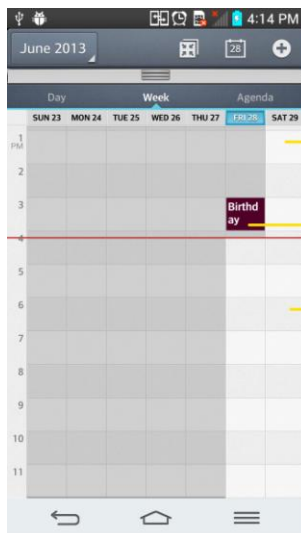 4:14 PM
June 2013
28
Day Week Agenda
SUN 23 MON 24 TUE 25 WED 26 THU 27 FRI 28 SAT 29
1
PM
2
3
Birthd
ay
4
5
6
7
8
9
10
11